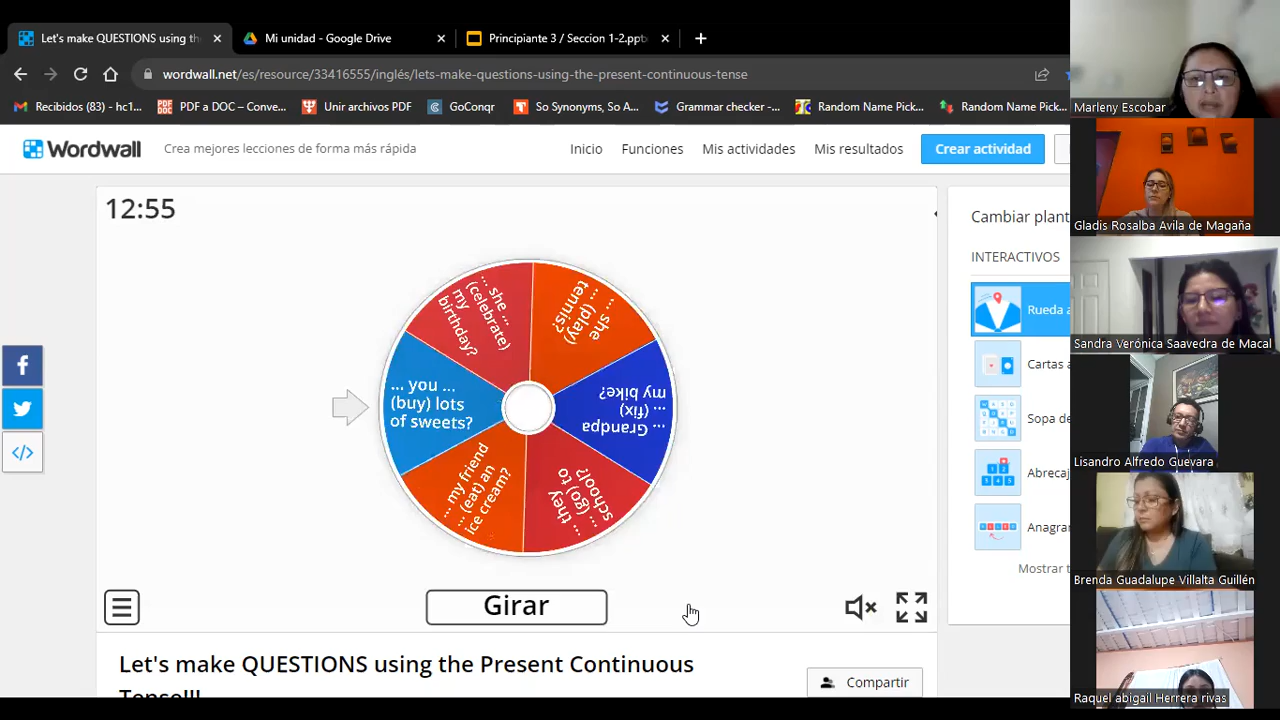 Let's make QUESTIONS using th
Mi unidad - Google Drive
Principiante 3 / Seccion 1-2.pptx
wordwall.net/es/resource/33416555/inglés/lets-make-questions-using-the-present-continuous-tense
Recibidos (83) - hc1...
PDF a DOC – Conve...
Unir archivos PDF
GoConqr
So Synonyms, So A...
Grammar checker -...
Random Name Pick...
Random Name Pick...
Wordwall
Crea mejores lecciones de forma más rápida
Inicio
Funciones
Mis actividades
Mis resultados
Crear actividad
12:55
... she ...
(celebrate)
my
birthday?
... she
(play)
tennis?
... Grandpa
... (fix)
my bike?
... they
... (go) to
school?
... my friend
... (eat) an
ice cream?
... you ...
(buy) lots
of sweets?
Girar
Let's make QUESTIONS using the Present Continuous
Tense!!!
Compartir
Cambiar plant
INTERACTIVOS
Rueda a
Cartas a
Sopa de
Abrecaj
Anagra
Mostrar t
Marleny Escobar
Gladis Rosalba Avila de Magaña
Sandra Verónica Saavedra de Macal
Lisandro Alfredo Guevara
Brenda Guadalupe Villalta Guillén
Raquel abigail Herrera rivas